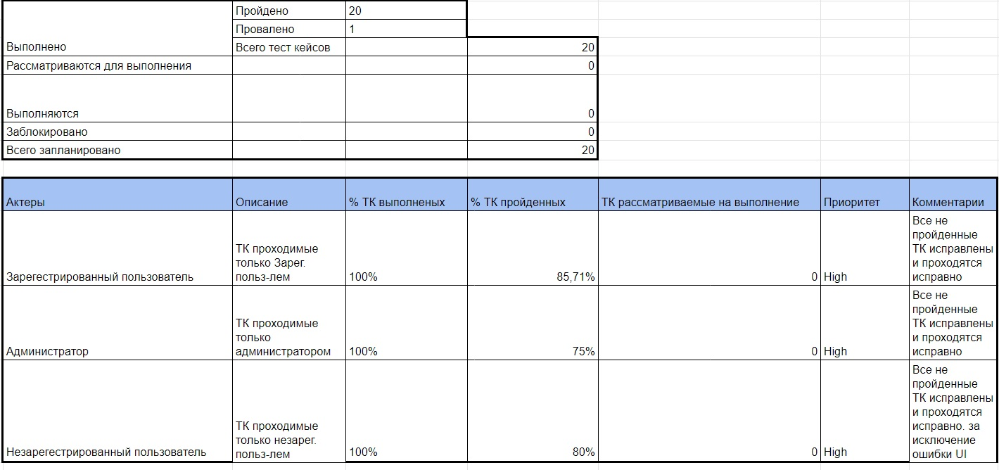 Пройдено 20
Провалено 1
Выполнено Всего тест кейсов 20
Рассматриваются для выполнения 0
Выполняются 0
Заблокировано 0
Всего запланировано 20
Актеры Описание % ТК выполненых % ТК пройденных ТК рассматриваемые на выполнение Приоритет Комментарии
Зарегестрированный пользователь
ТК проходимые
только Зарег.
польз-лем
100%
85,71%
0
High
Все не
пройденные
ТК исправлены
и проходятся
исправно
Администратор
ТК проходимые
только
администратором
100%
75%
0
High
Все не
пройденные
ТК исправлены
и проходятся
исправно
Незарегестрированный пользователь
ТК проходимые
только незарег.
польз-лем
100%
80%
0
High
Все не
пройденные
ТК исправлены
и проходятся
исправно. за
исключение
ошибки UI